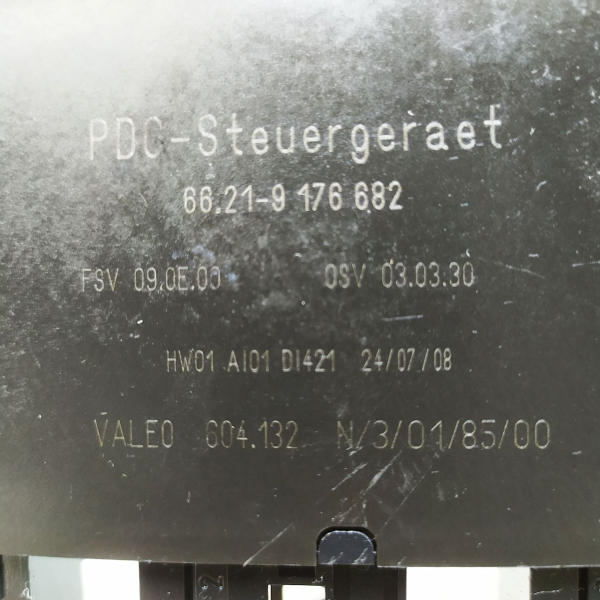 PDC-Steuergeraet
66.21-9 176 682
FSV 09.0E.00 OSV 03.03.30
HW01 AI01 DI421 24/07/08
VALEO 604.132 N/3/01/85/00